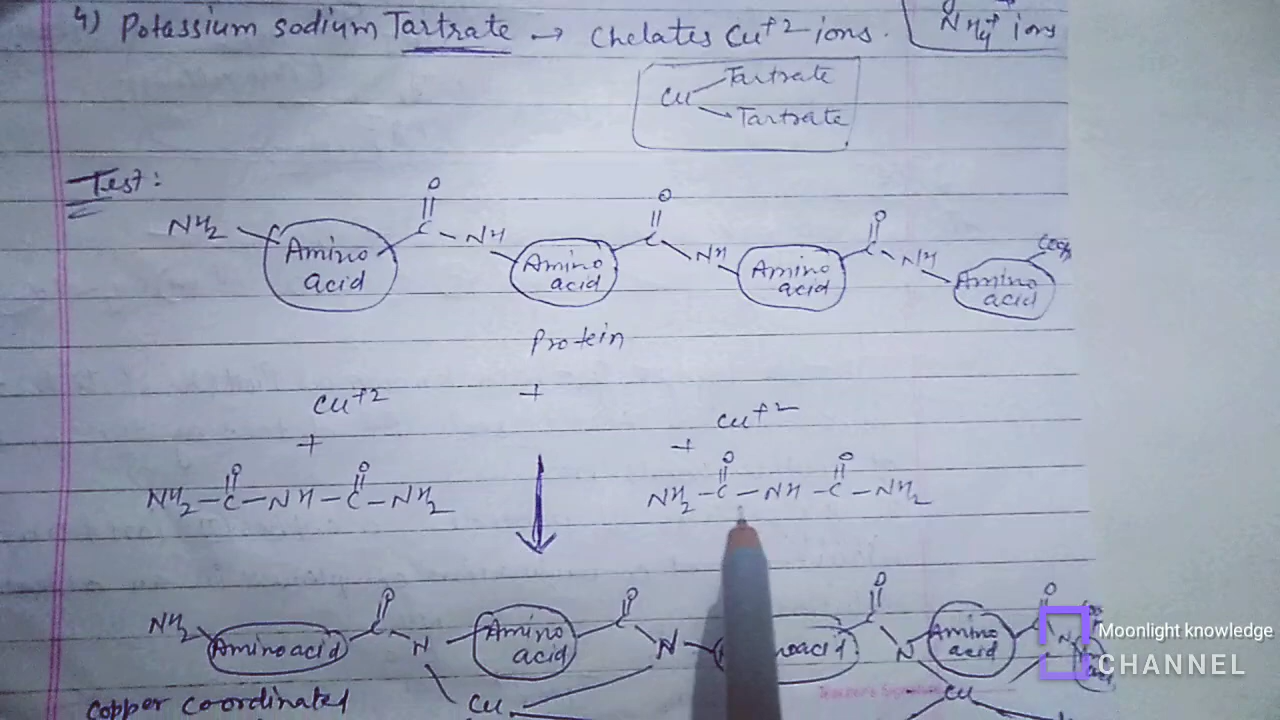 4) Potassium sodium Tartrate → Chelates Cu+2 ions.
NH4+ ions
Cu Tartrate
Tartrate
Test:
NH2 Amino acid O C NH Amino acid O C NH Amino acid O C NH Amino acid
Protein
Cu+2 + Cu+2
+ +
NH2-C-NH-C-NH2 NH2-C-NH-C-NH2
O O O O
NH2 Aminoacid O C N Amino acid O C N O C N Amino acid O C N
Copper coordinated Cu Cu
Moonlight knowledge
CHANNEL